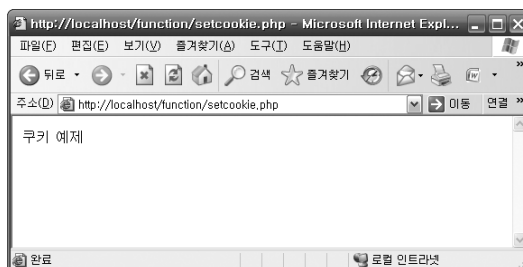 http://localhost/function/setcookie.php - Microsoft Internet Expl...
파일(F) 편집(E) 보기(V) 즐겨찾기(A) 도구(T) 도움말(H)
뒤로 검색 즐겨찾기
주소(D) http://localhost/function/setcookie.php 이동 연결
쿠키 예제
완료 로컬 인트라넷